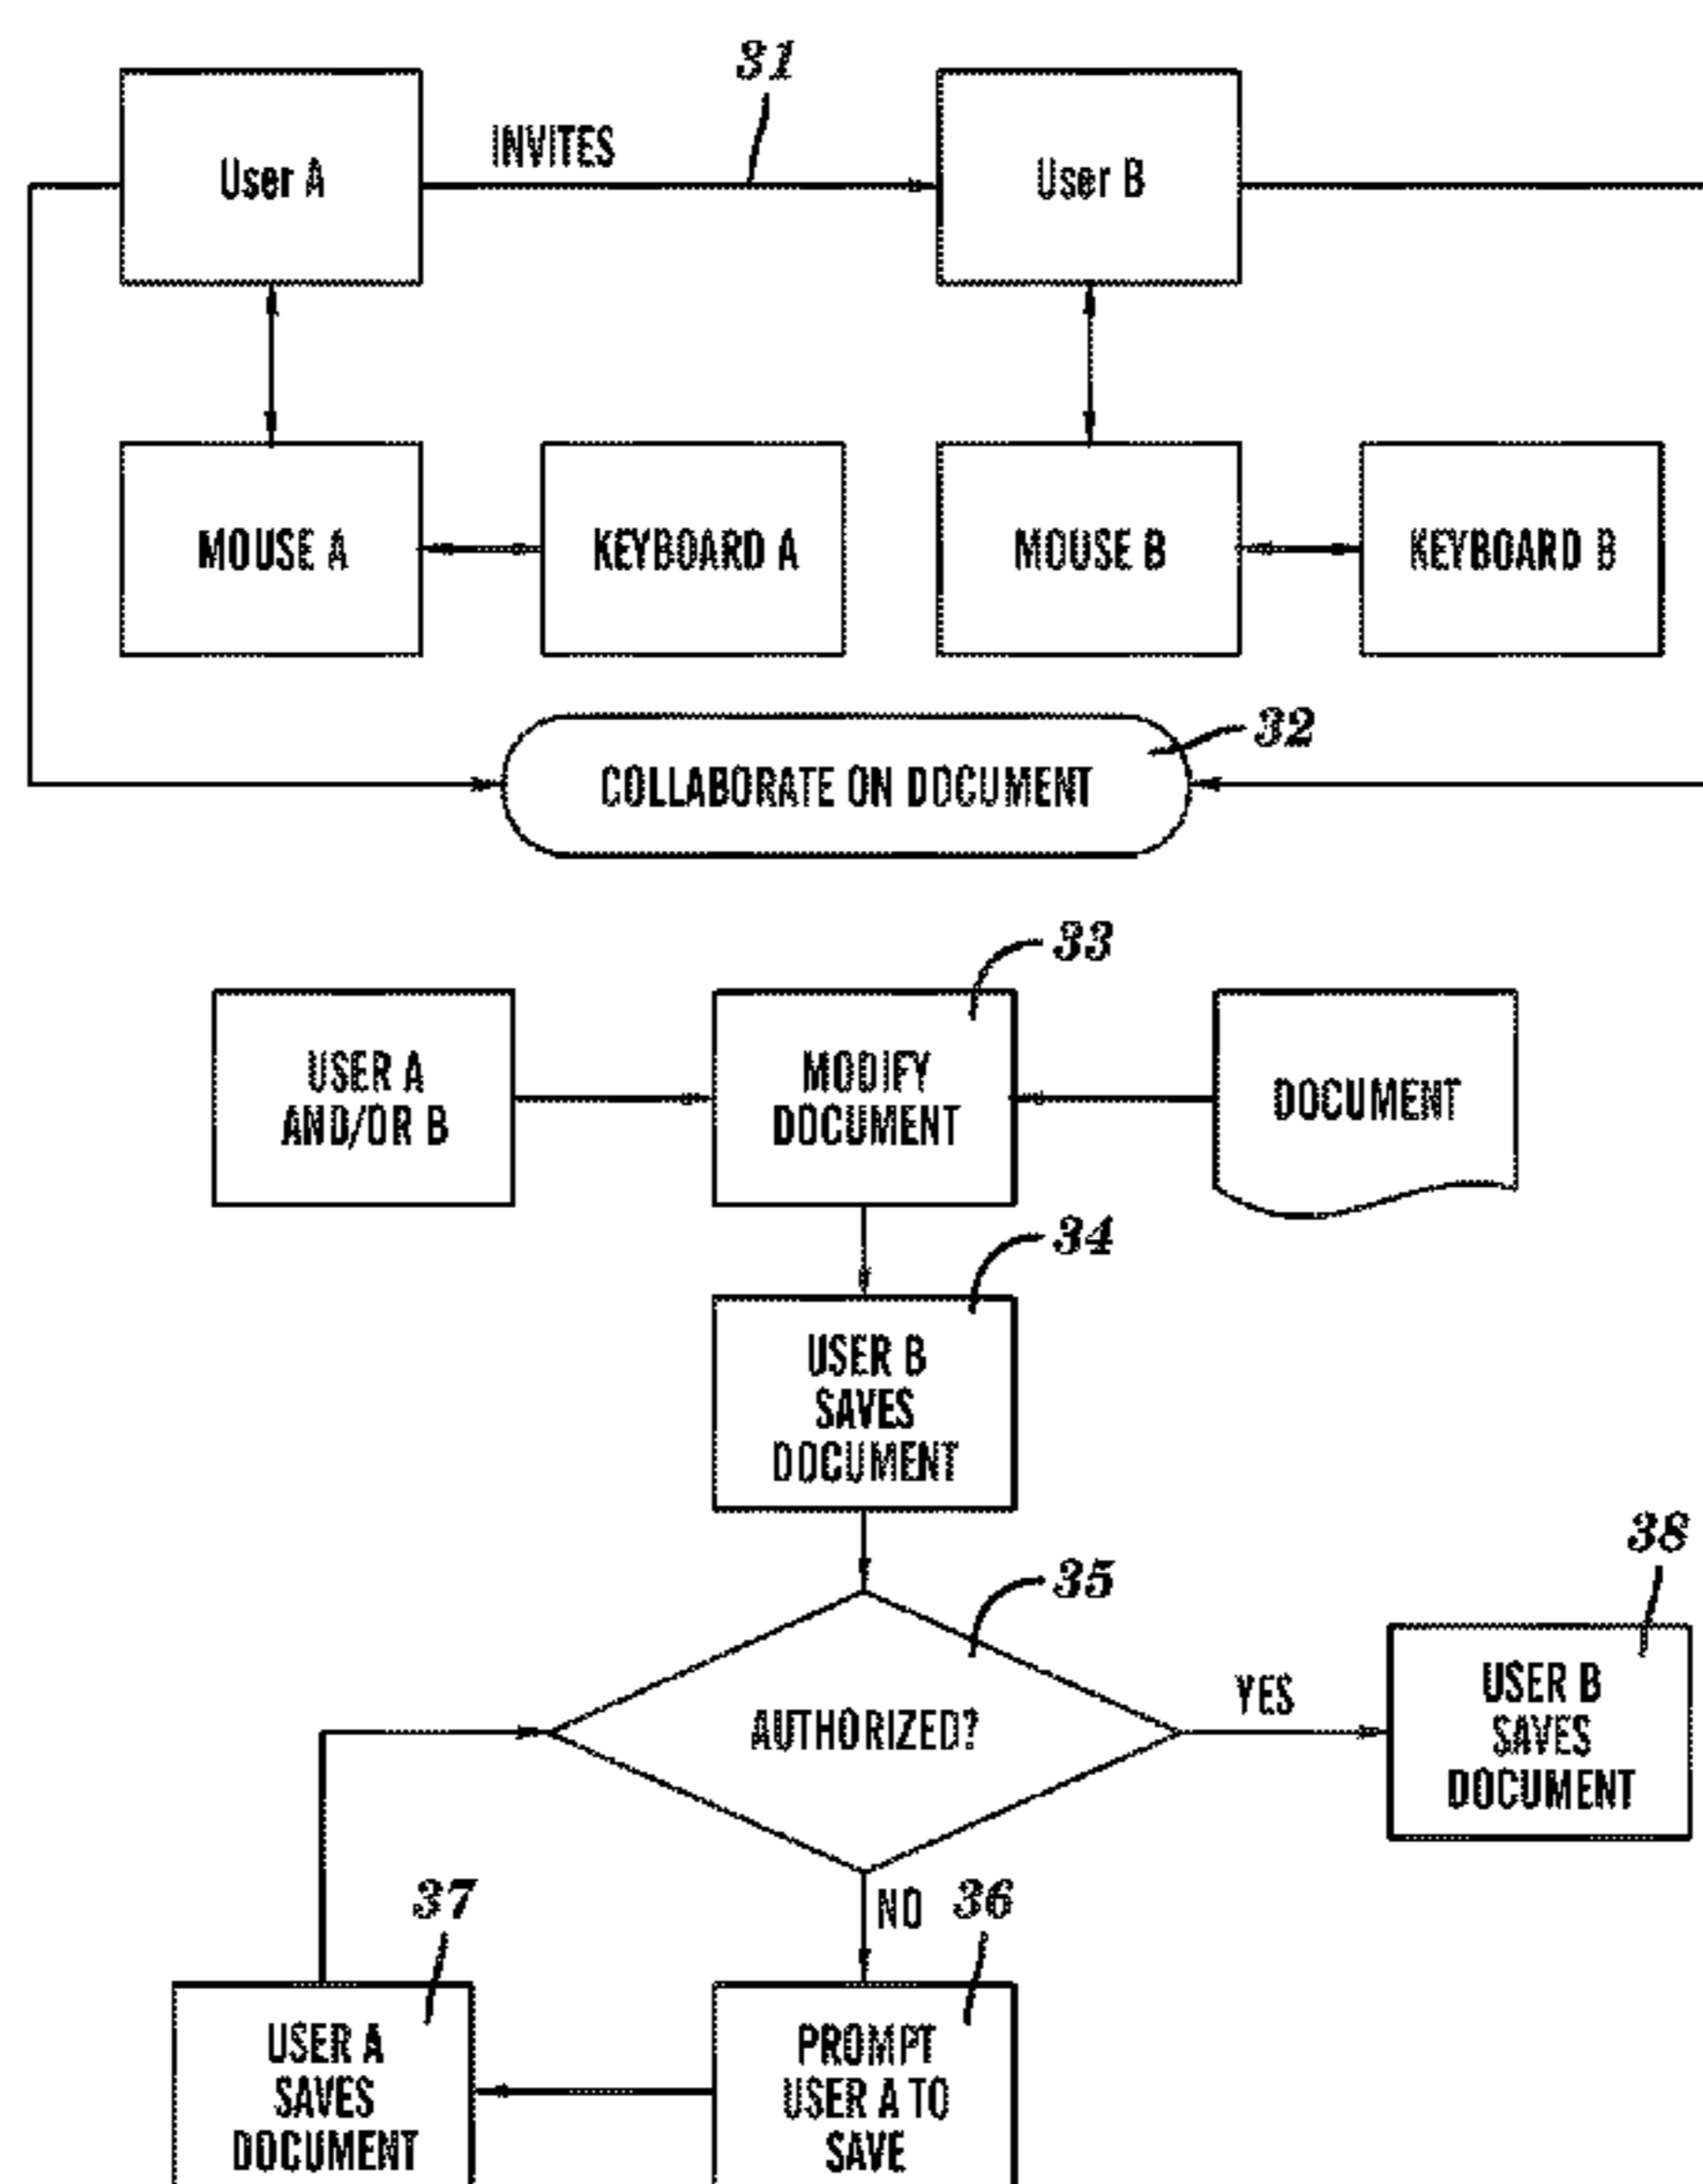 31
INVITES
User A
User B
MOUSE A
KEYBOARD A
MOUSE B
KEYBOARD B
32
COLLABORATE ON DOCUMENT
33
USER A
AND/OR B
MODIFY
DOCUMENT
DOCUMENT
34
USER B
SAVES
DOCUMENT
35
38
AUTHORIZED?
YES
USER B
SAVES
DOCUMENT
37
NO
36
USER A
SAVES
DOCUMENT
PROMPT
USER A TO
SAVE